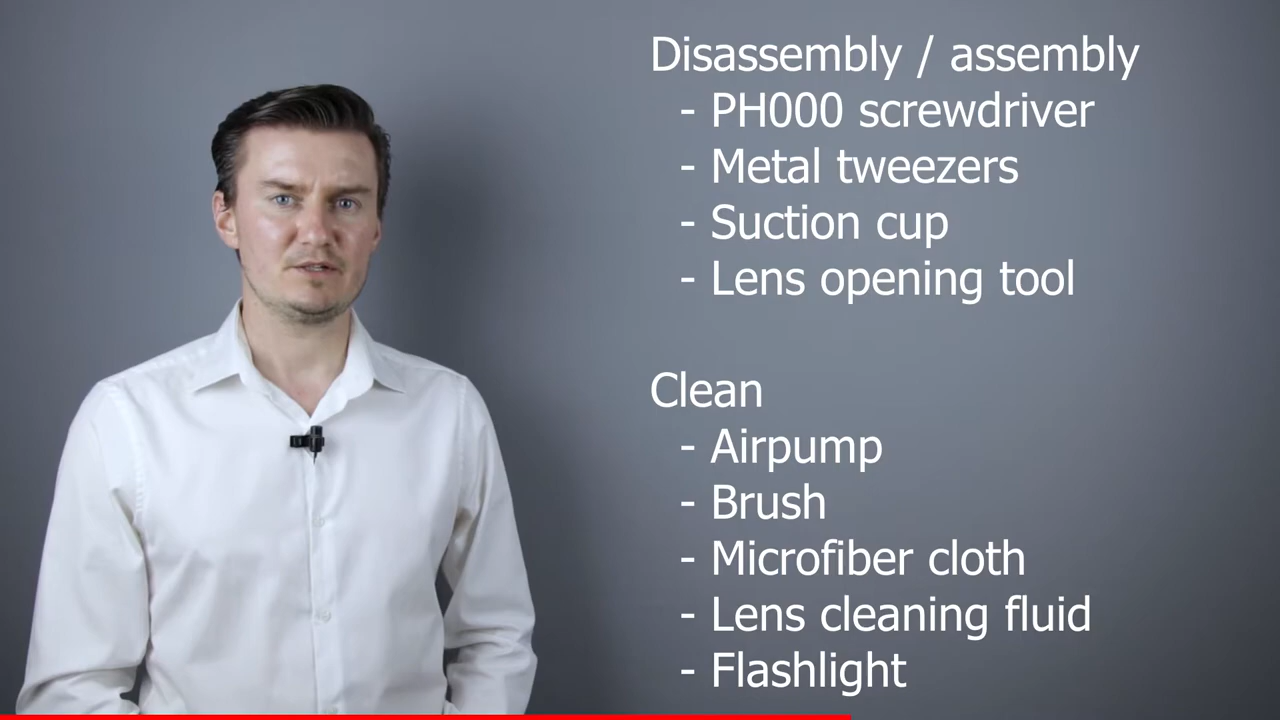 Disassembly / assembly
- PH000 screwdriver
- Metal tweezers
- Suction cup
- Lens opening tool
Clean
- Airpump
- Brush
- Microfiber cloth
- Lens cleaning fluid
- Flashlight